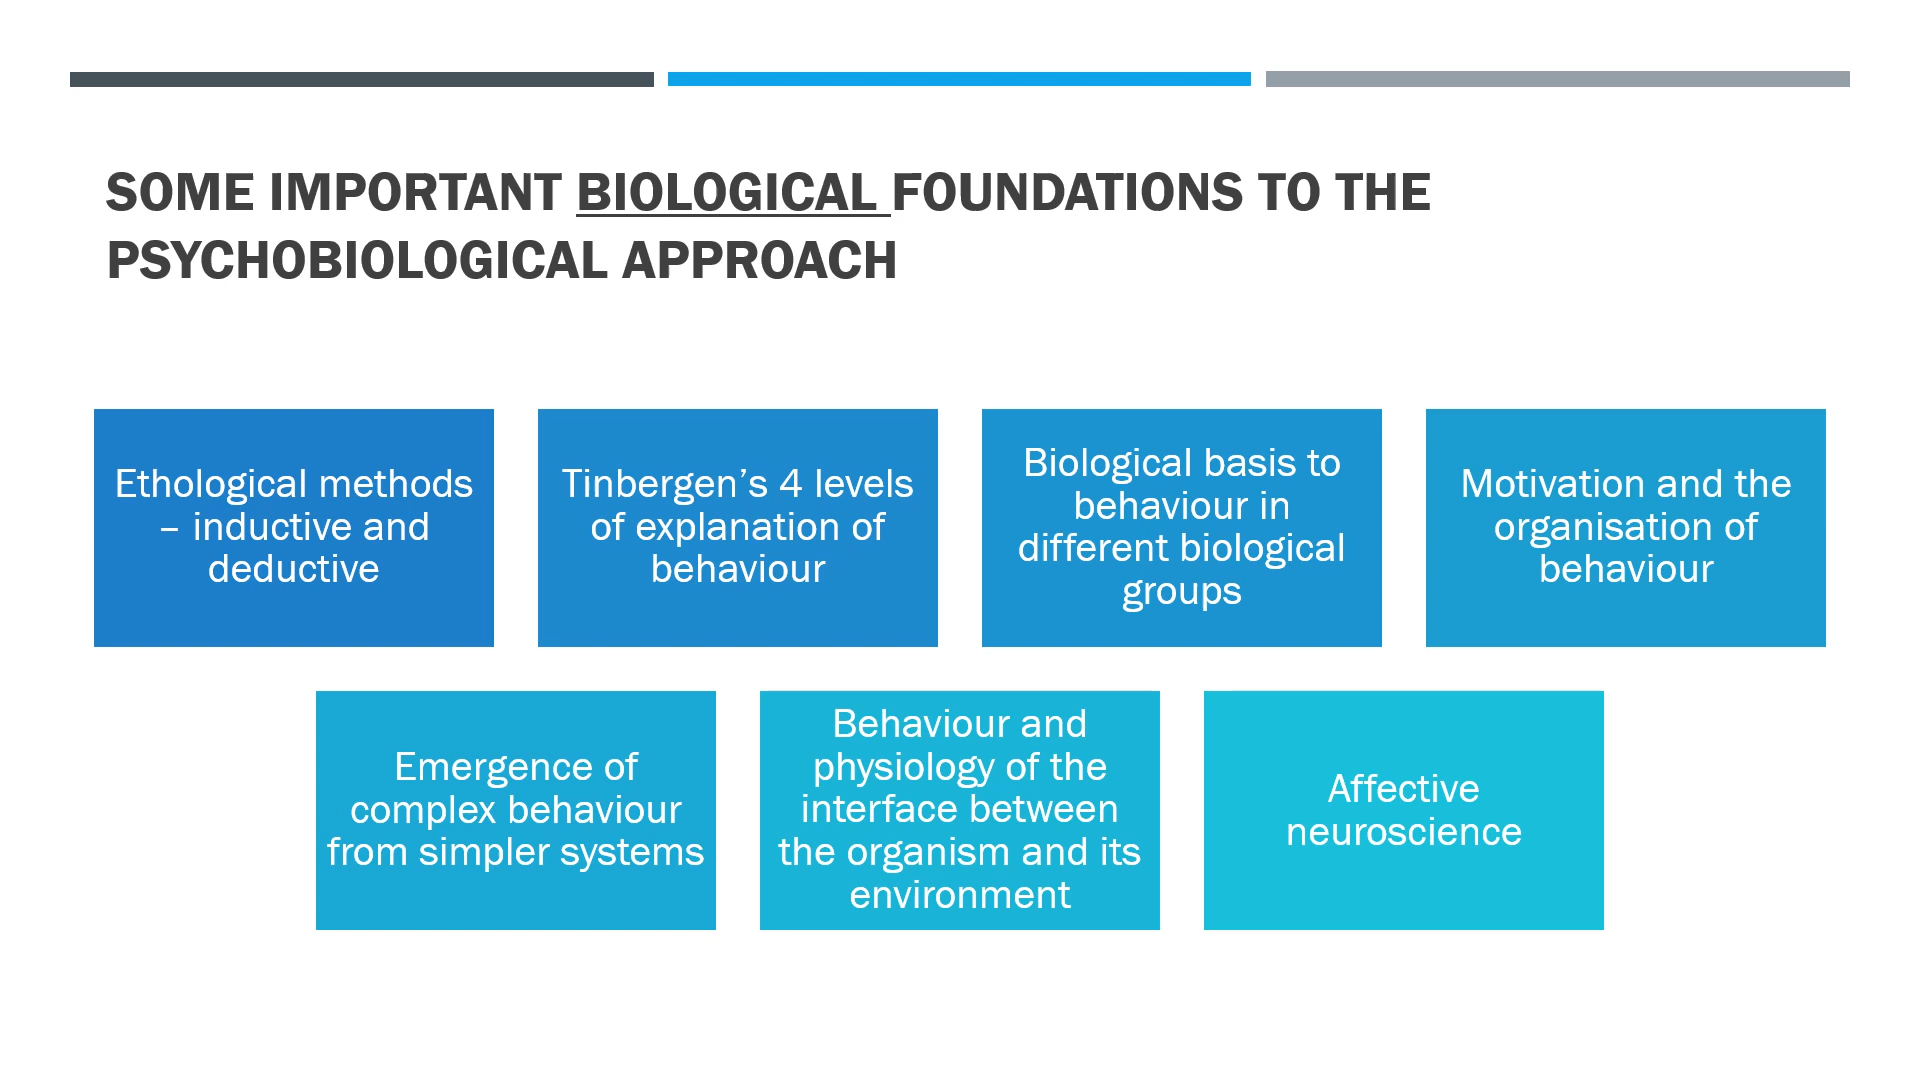 SOME IMPORTANT BIOLOGICAL FOUNDATIONS TO THE
PSYCHOBIOLOGICAL APPROACH
Ethological methods
– inductive and
deductive
Tinbergen’s 4 levels
of explanation of
behaviour
Biological basis to
behaviour in
different biological
groups
Motivation and the
organisation of
behaviour
Emergence of
complex behaviour
from simpler systems
Behaviour and
physiology of the
interface between
the organism and its
environment
Affective
neuroscience